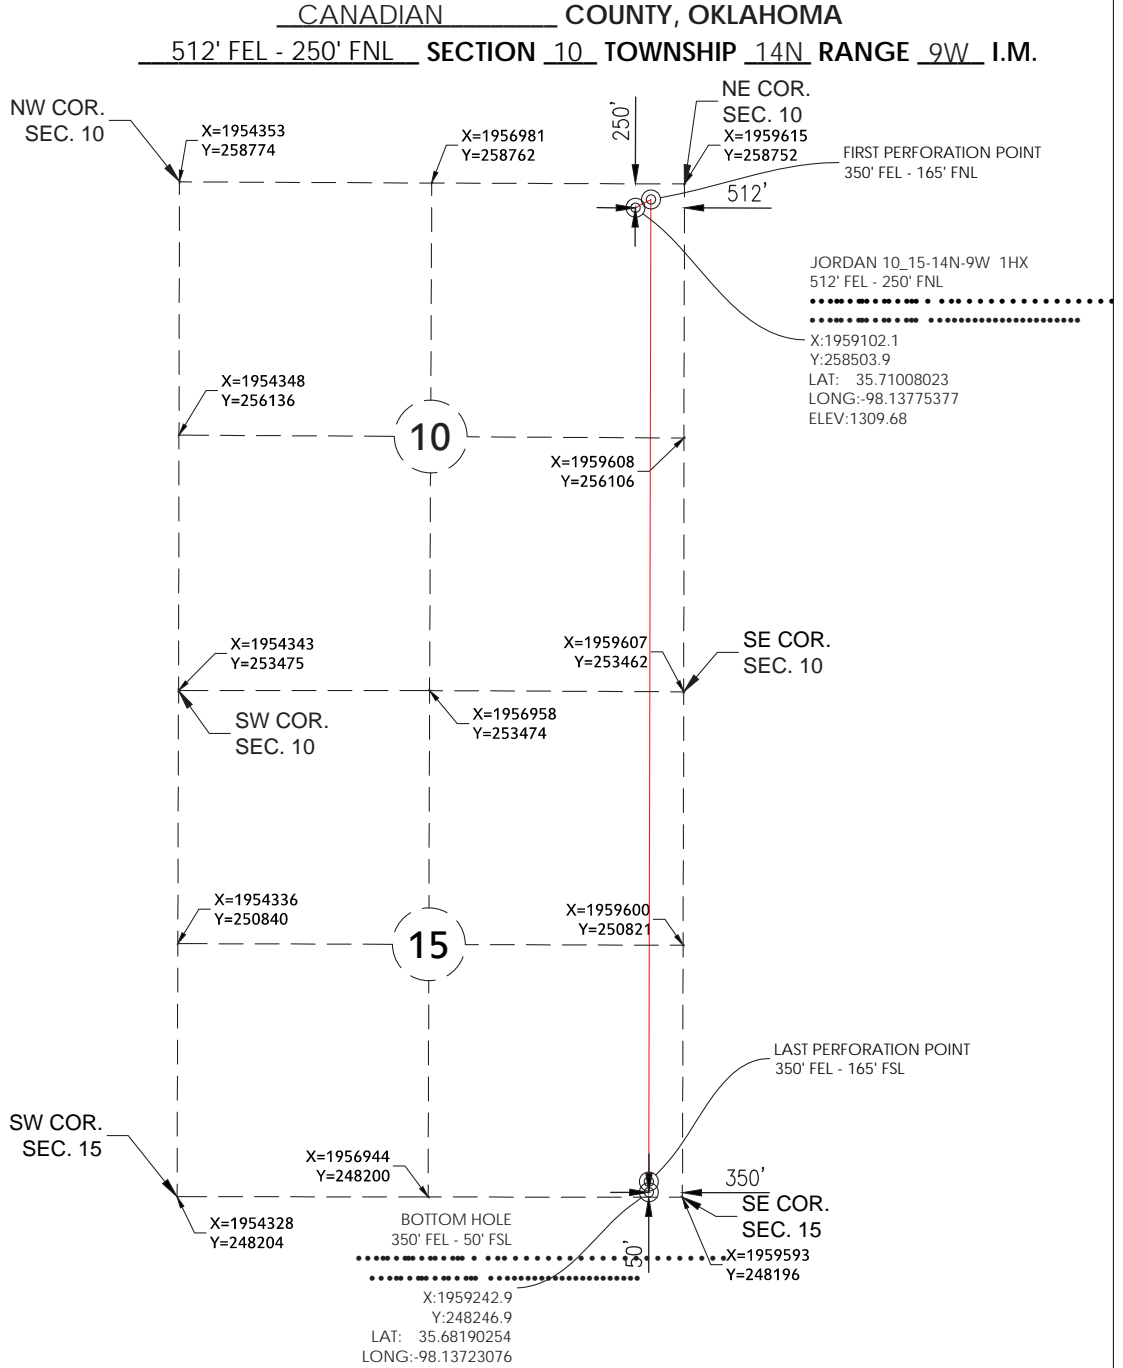 CANADIAN COUNTY, OKLAHOMA
512' FEL - 250' FNL SECTION 10 TOWNSHIP 14N RANGE 9W I.M.
NW COR.
SEC. 10
X=1954353
Y=258774
X=1956981
Y=258762
250'
NE COR.
SEC. 10
X=1959615
Y=258752
FIRST PERFORATION POINT
350' FEL - 165' FNL
512'
JORDAN 10_15-14N-9W 1HX
512' FEL - 250' FNL
X:1959102.1
Y:258503.9
LAT: 35.71008023
LONG:-98.13775377
ELEV:1309.68
X=1954348
Y=256136
10
X=1959608
Y=256106
X=1954343
Y=253475
SW COR.
SEC. 10
X=1956958
Y=253474
X=1959607
Y=253462
SE COR.
SEC. 10
X=1954336
Y=250840
15
X=1959600
Y=250821
LAST PERFORATION POINT
350' FEL - 165' FSL
SW COR.
SEC. 15
X=1954328
Y=248204
X=1956944
Y=248200
350'
SE COR.
SEC. 15
X=1959593
Y=248196
50'
BOTTOM HOLE
350' FEL - 50' FSL
X:1959242.9
Y:248246.9
LAT: 35.68190254
LONG:-98.13723076